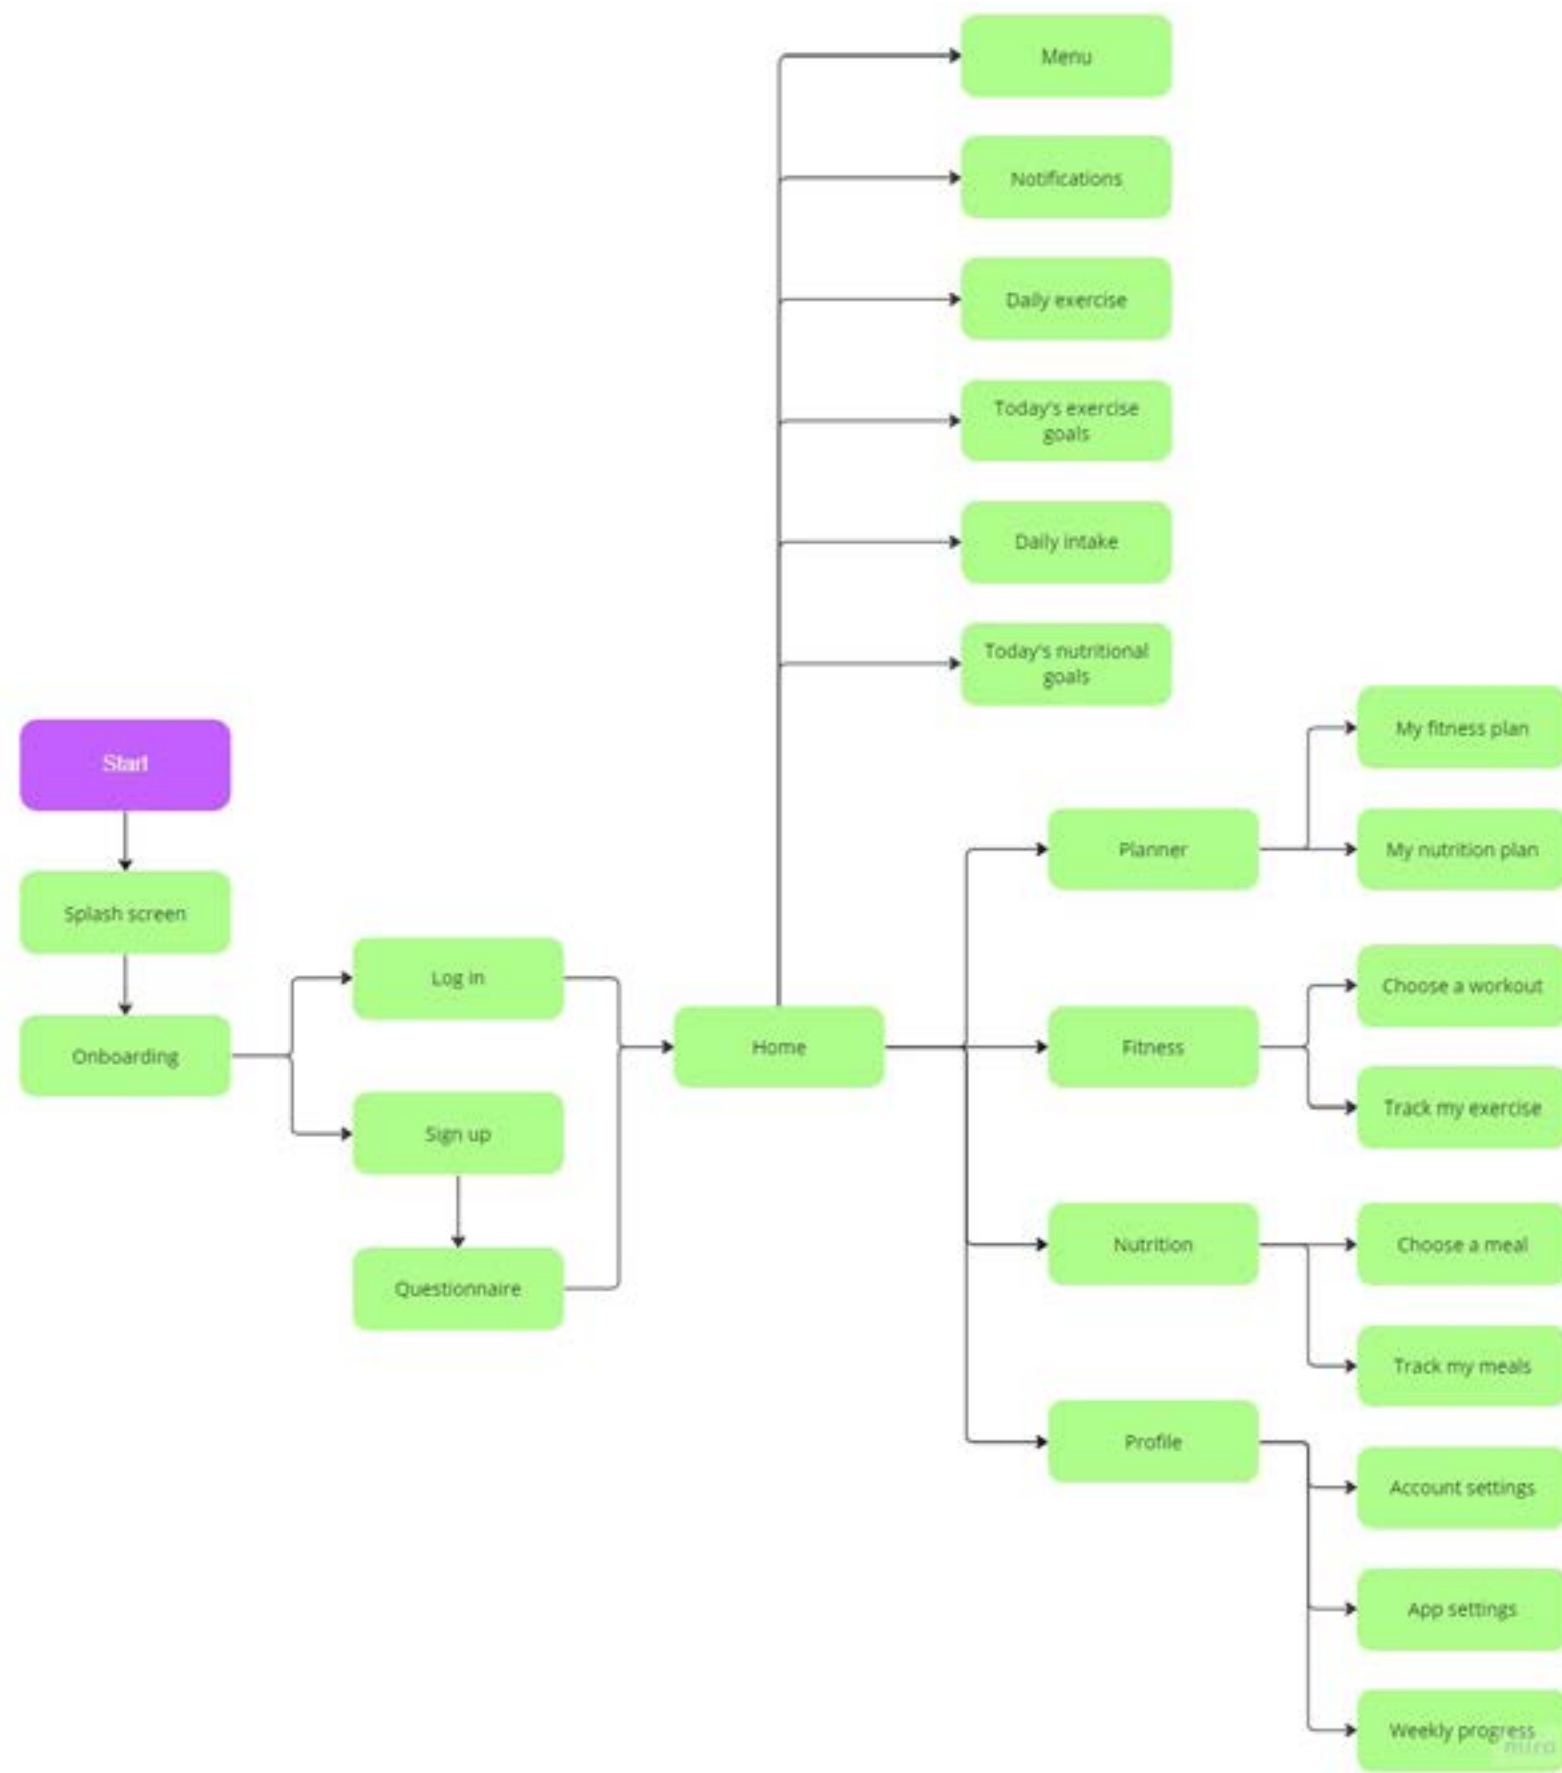 Menu
Notifications
Daily exercise
Today's exercise
goals
Daily intake
Today's nutritional
goals
Start
Splash screen
Onboarding
Log in
Sign up
Questionnaire
Home
Planner
My fitness plan
My nutrition plan
Fitness
Choose a workout
Track my exercise
Nutrition
Choose a meal
Track my meals
Profile
Account settings
App settings
Weekly progress
miro